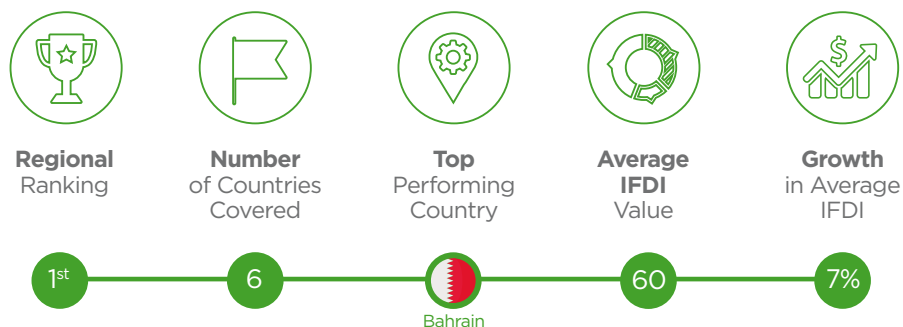 Regional
Ranking
Number
of Countries
Covered
Top
Performing
Country
Average
IFDI
Value
Growth
in Average
IFDI
$
1st
6
60
7%
Bahrain